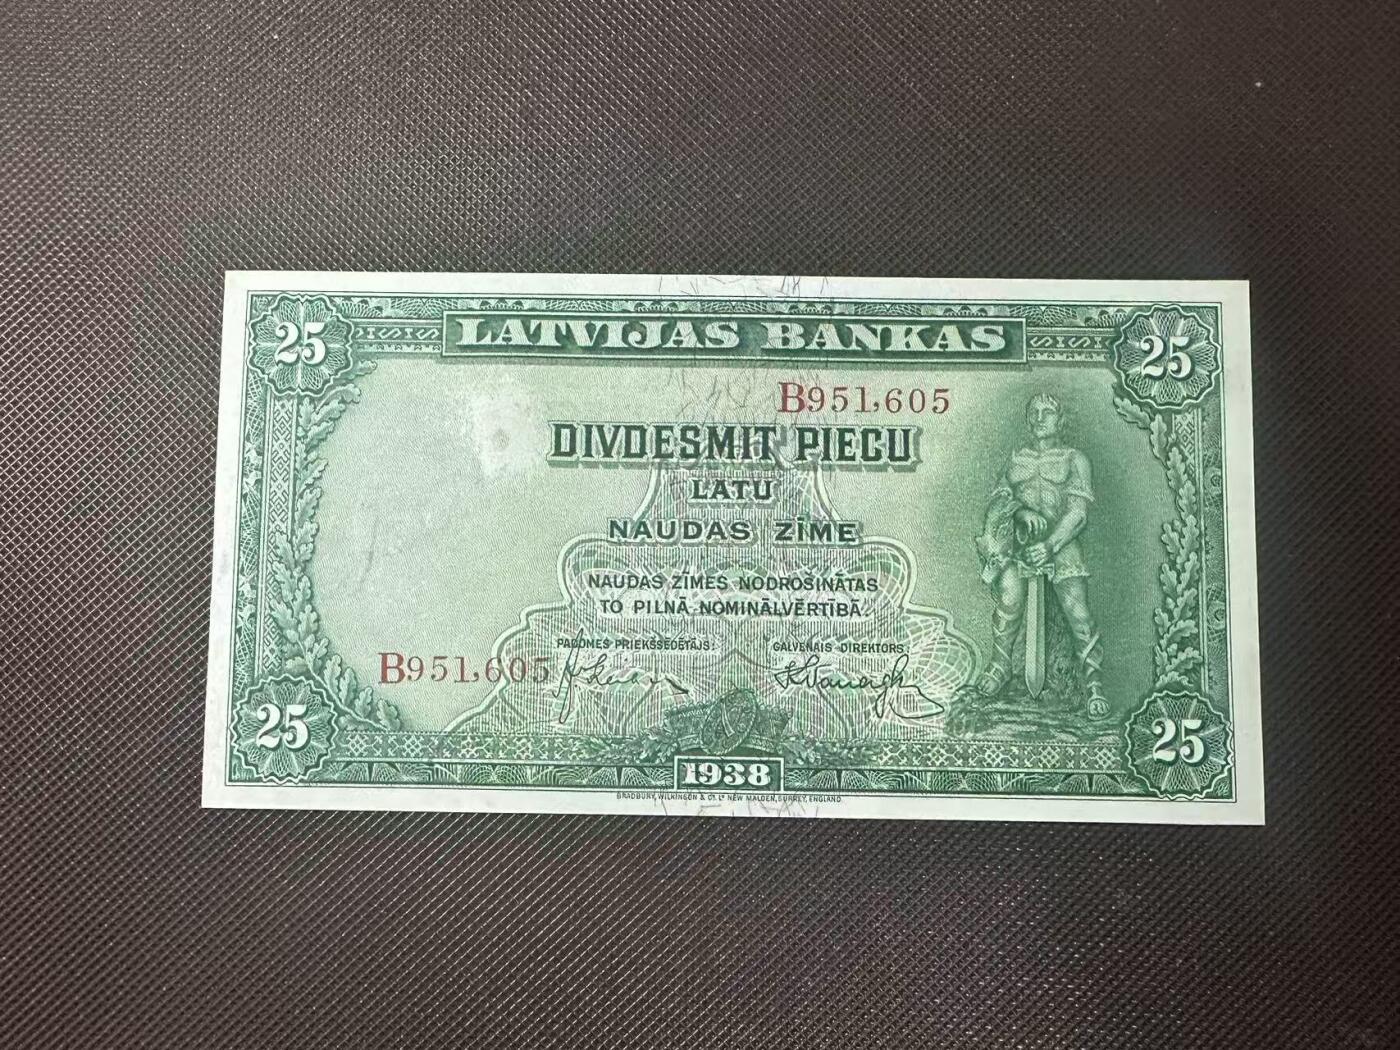 25 LATVIJAS BANKAS 25
B951,605
DIVDESMIT PIECU
LATU
NAUDAS ZĪME
NAUDAS ZĪMES NODROŠINĀTAS
TO PILNĀ NOMINĀLVĒRTĪBĀ.
PADOMES PRIEKŠSĒDĒTĀJS: GALVENAIS DIREKTORS:
B951,605
25 25
1938
BRADBURY, WILKINSON & Cº. Lᴰ NEW MALDEN, SURREY, ENGLAND.